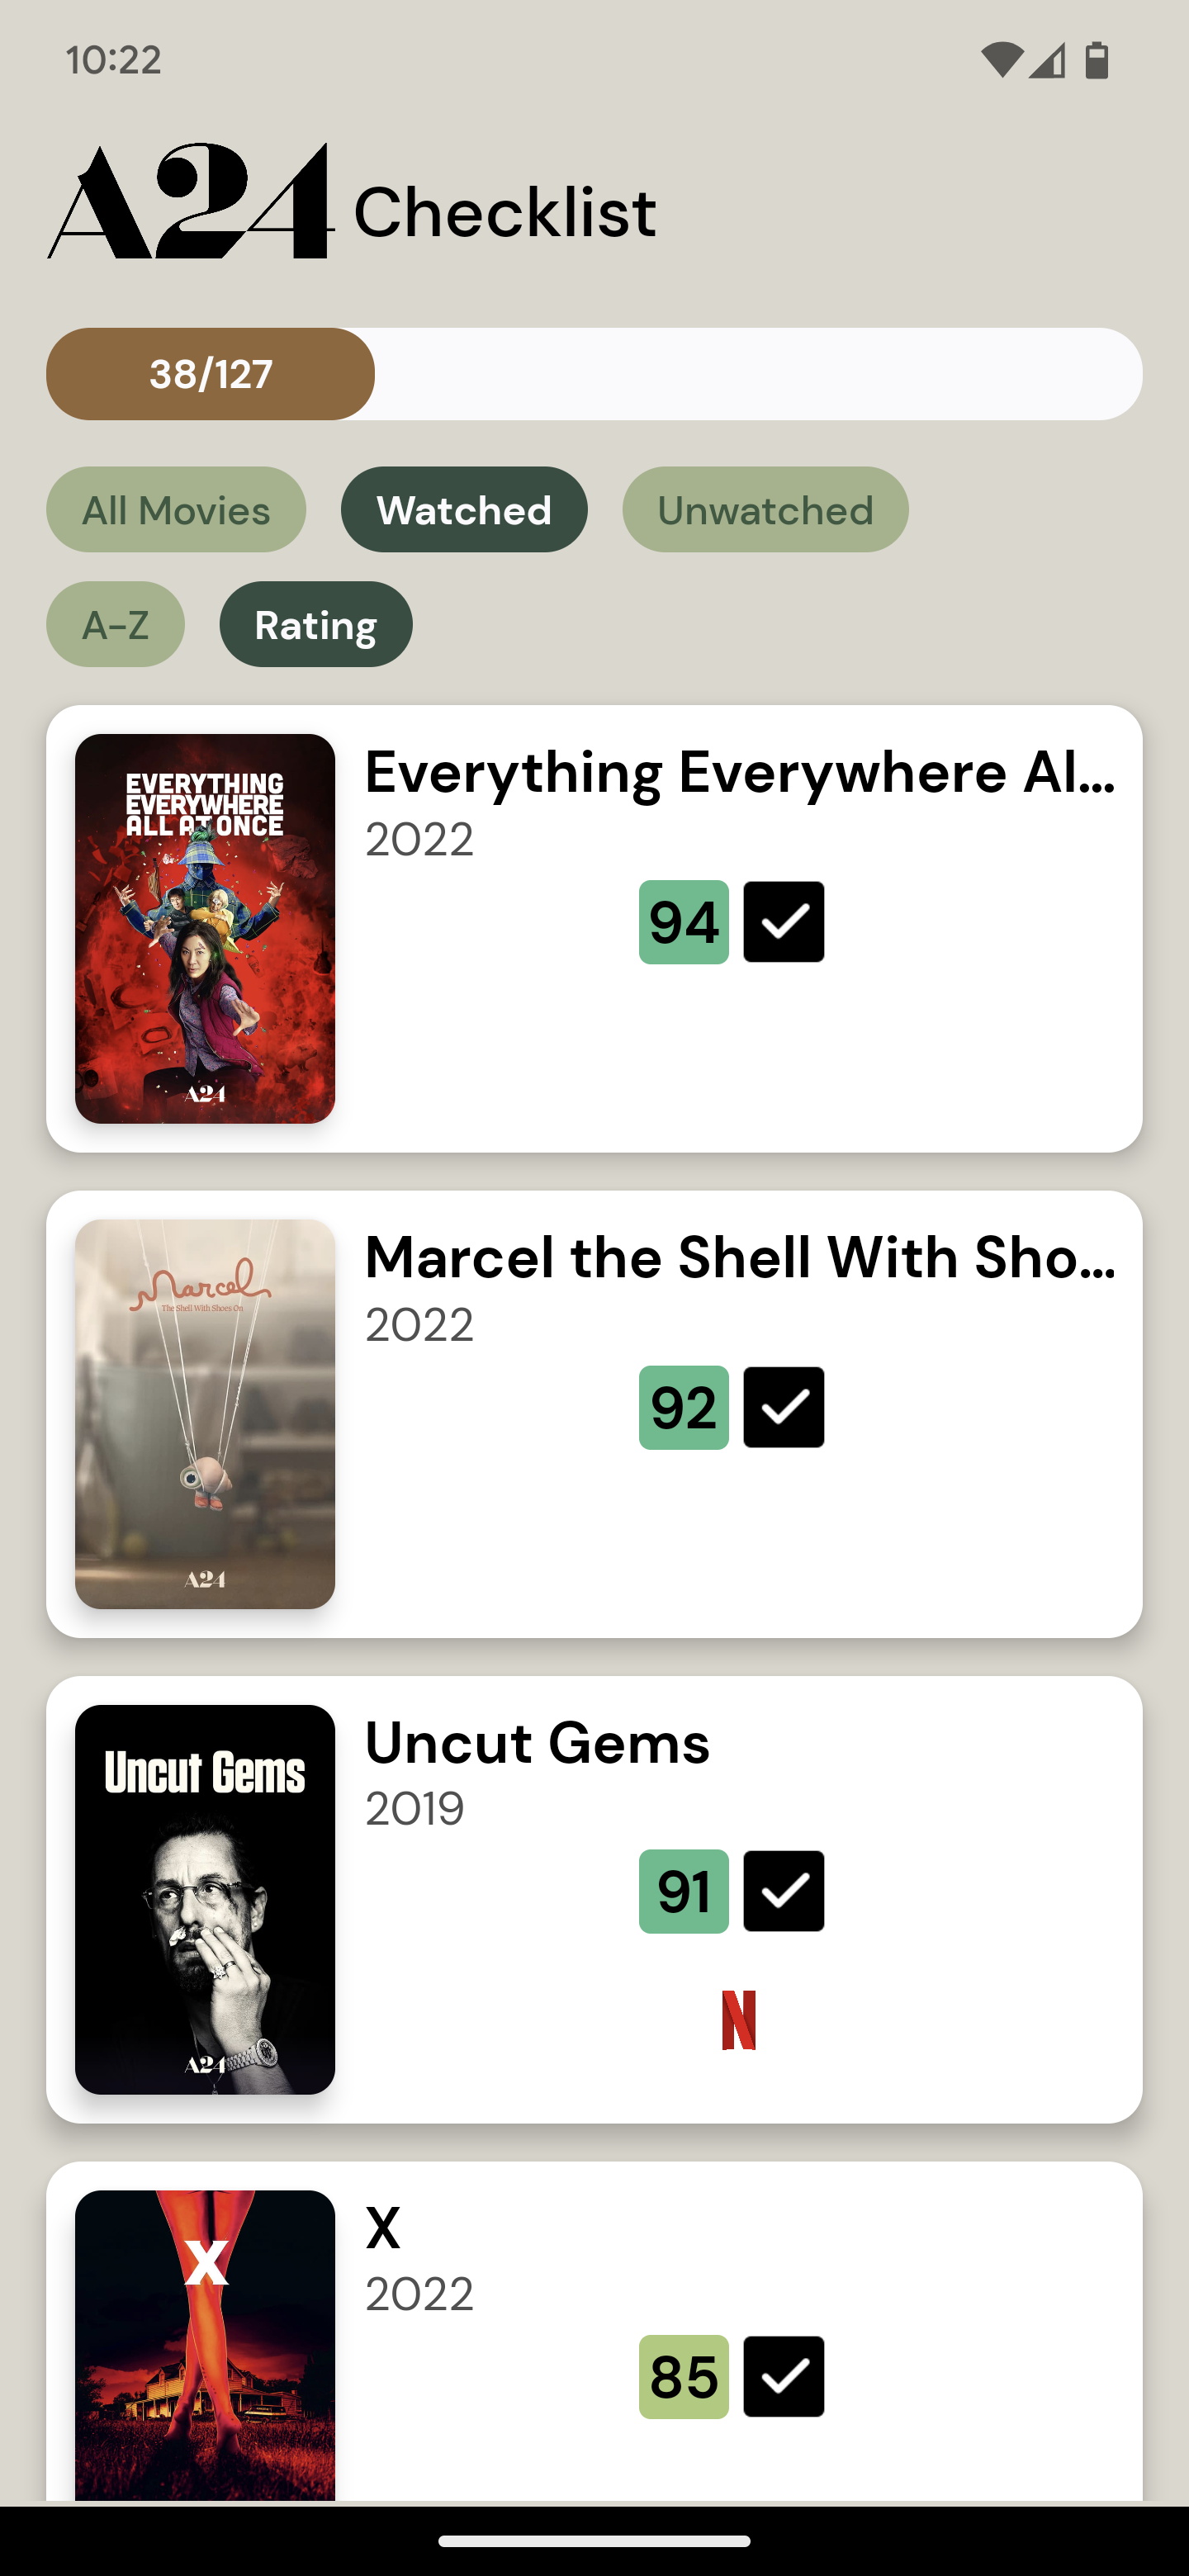 10:22
A24 Checklist
38/127
All Movies Watched Unwatched
A-Z Rating
EVERYTHING
EVERYWHERE
ALL AT ONCE
A24
Everything Everywhere Al...
2022
94
Marcel
The Shell With Shoes On
A24
Marcel the Shell With Sho...
2022
92
Uncut Gems
A24
Uncut Gems
2019
91
N
X
X
2022
85